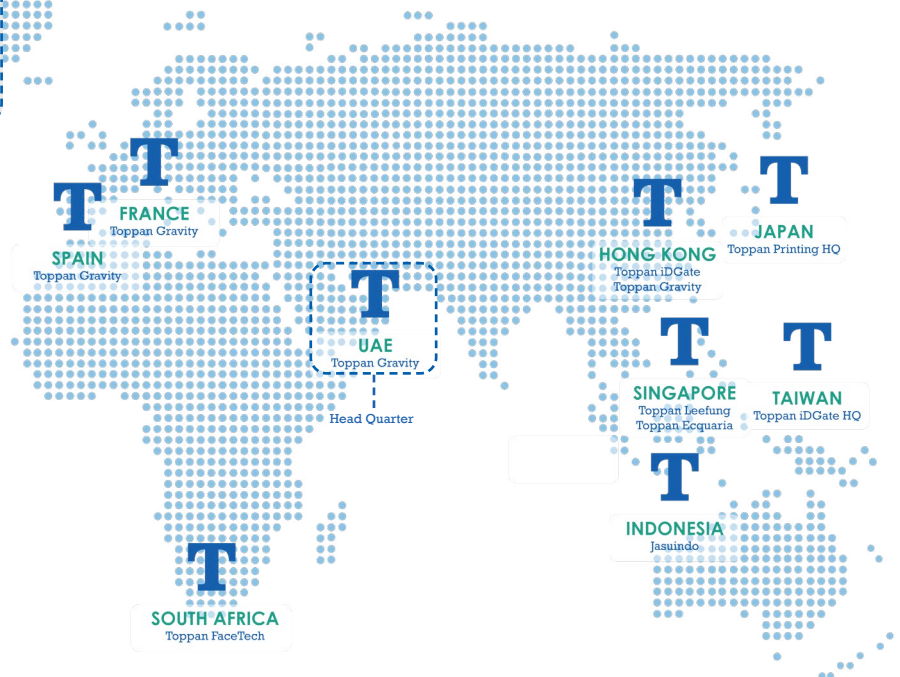 T
FRANCE
Toppan Gravity
T
SPAIN
Toppan Gravity
T
UAE
Toppan Gravity
Head Quarter
T
HONG KONG
Toppan iDGate
Toppan Gravity
T
JAPAN
Toppan Printing HQ
T
SINGAPORE
Toppan Leefung
Toppan Ecquaria
T
TAIWAN
Toppan iDGate HQ
T
INDONESIA
Jasuindo
T
SOUTH AFRICA
Toppan FaceTech